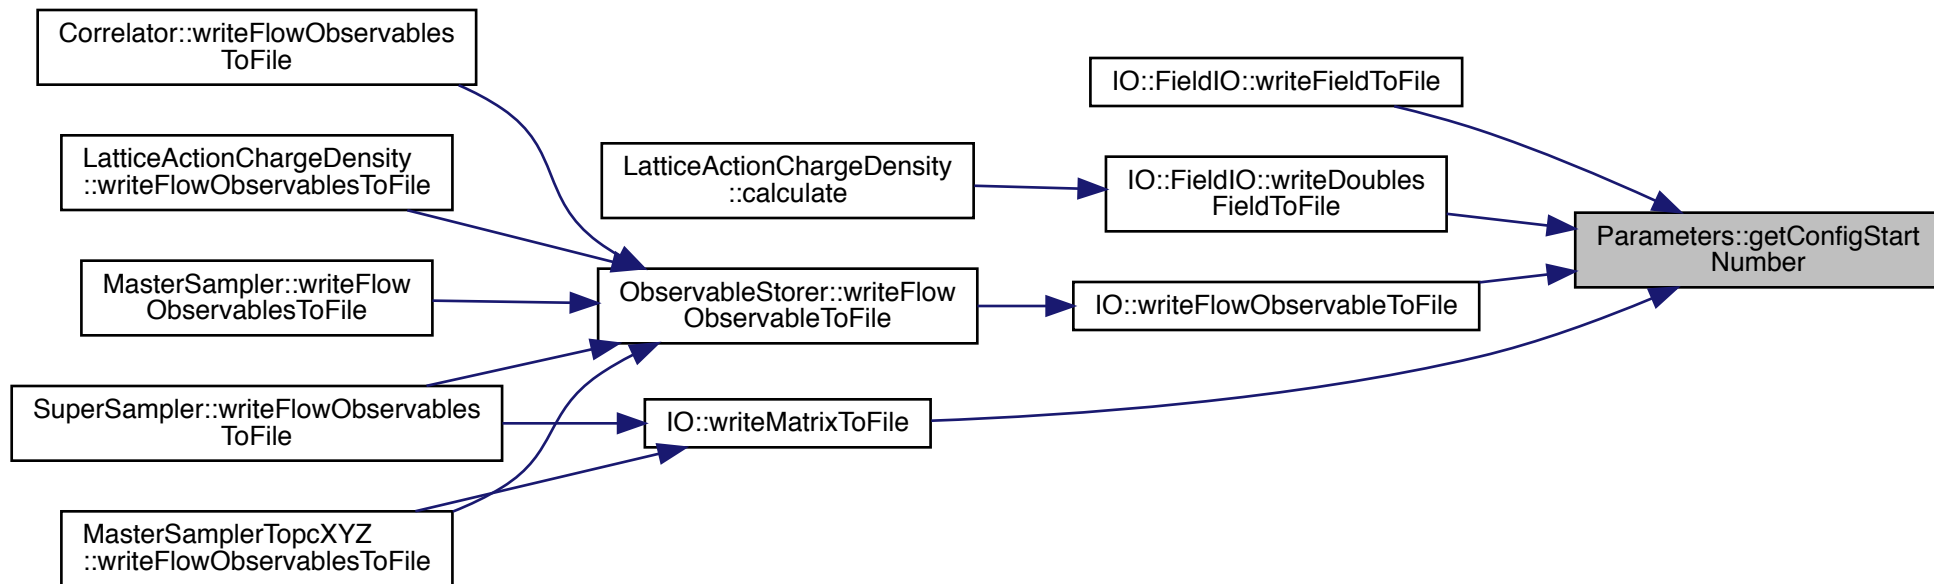 Correlator::writeFlowObservables
ToFile
LatticeActionChargeDensity
::writeFlowObservablesToFile
MasterSampler::writeFlow
ObservablesToFile
SuperSampler::writeFlowObservables
ToFile
MasterSamplerTopcXYZ
::writeFlowObservablesToFile
LatticeActionChargeDensity
::calculate
ObservableStorer::writeFlow
ObservableToFile
IO::writeMatrixToFile
IO::FieldIO::writeFieldToFile
IO::FieldIO::writeDoubles
FieldToFile
IO::writeFlowObservableToFile
Parameters::getConfigStart
Number